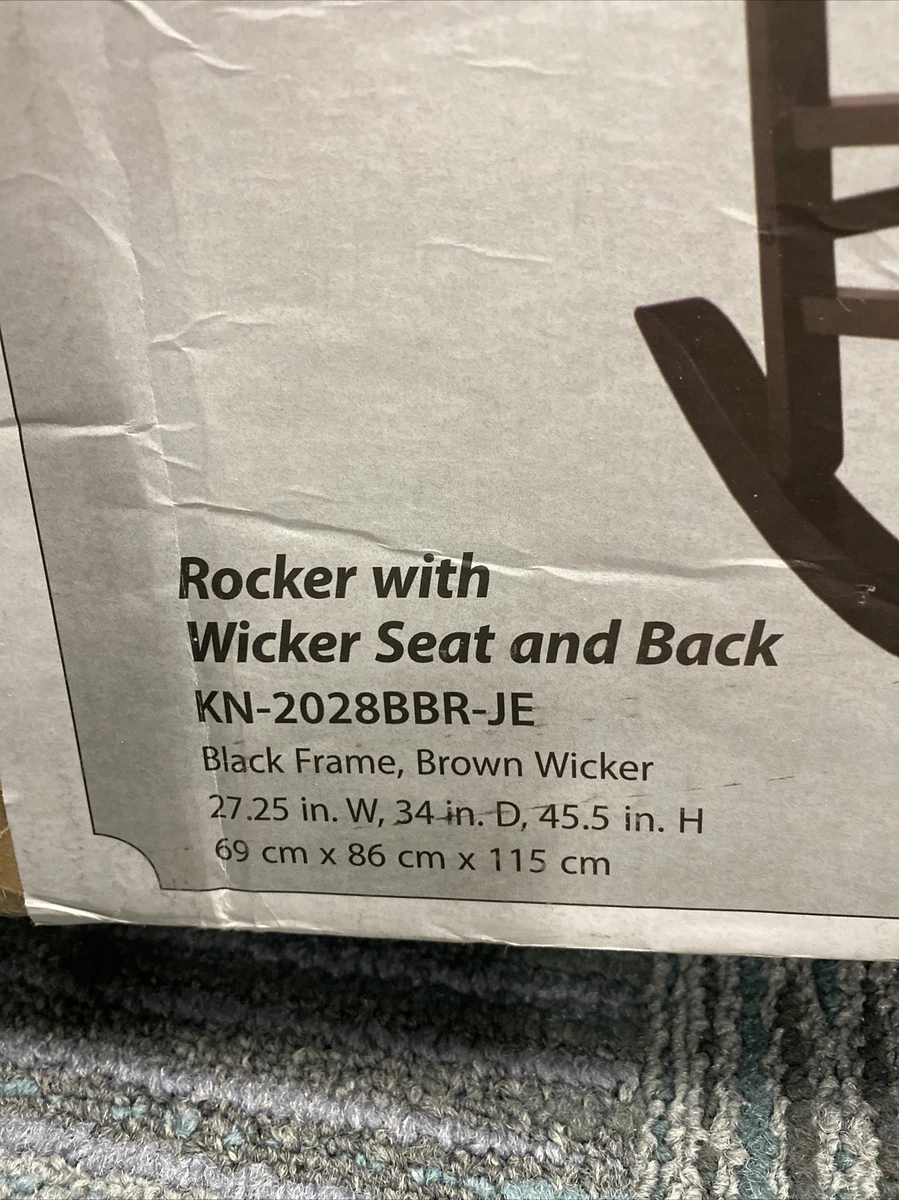 Rocker with
Wicker Seat and Back
KN-2028BBR-JE
Black Frame, Brown Wicker
27.25 in. W, 34 in. D, 45.5 in. H
69 cm x 86 cm x 115 cm